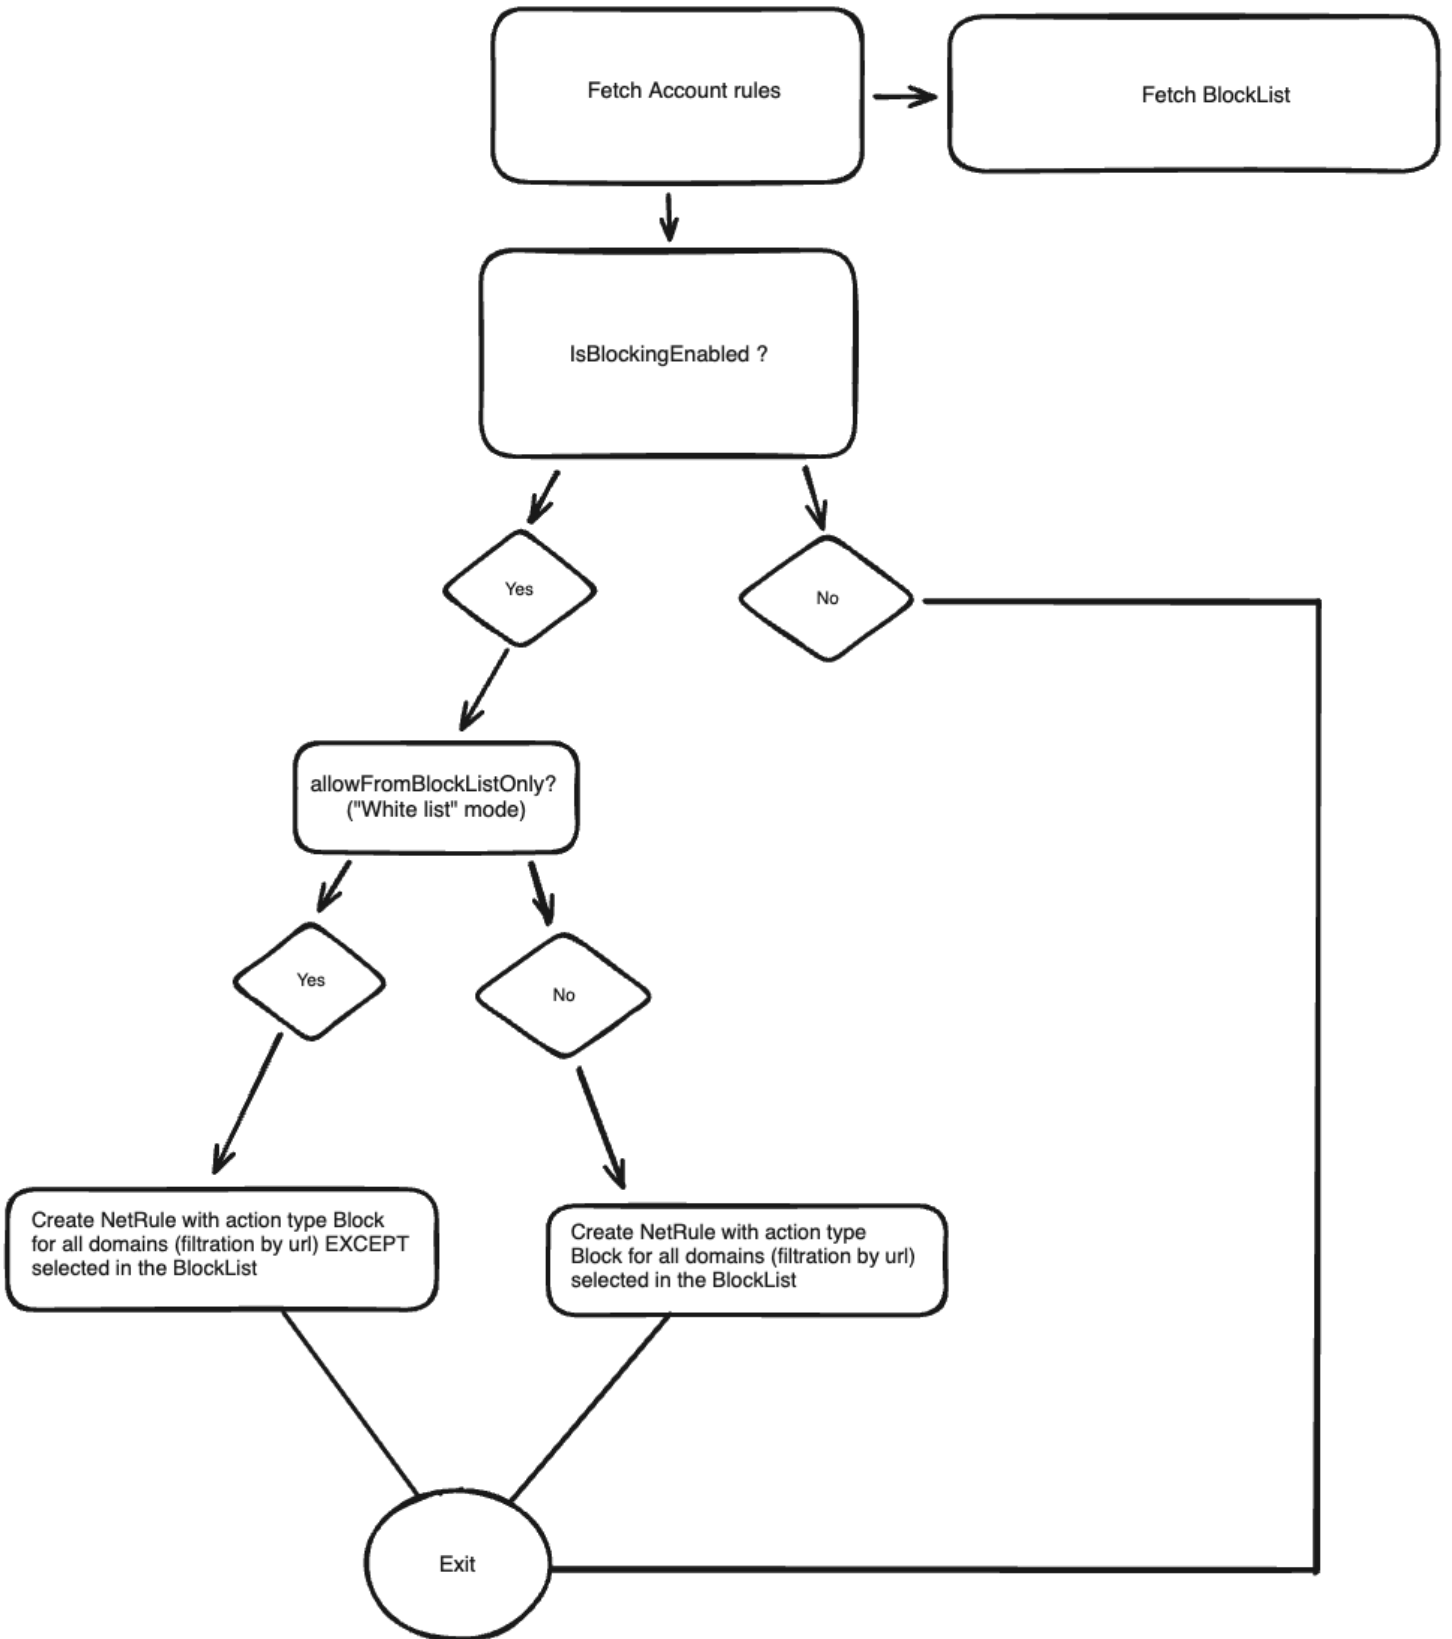 Fetch Account rules
Fetch BlockList
IsBlockingEnabled ?
Yes
No
allowFromBlockListOnly?
("White list" mode)
Yes
No
Create NetRule with action type Block
for all domains (filtration by url) EXCEPT
selected in the BlockList
Create NetRule with action type
Block for all domains (filtration by url)
selected in the BlockList
Exit